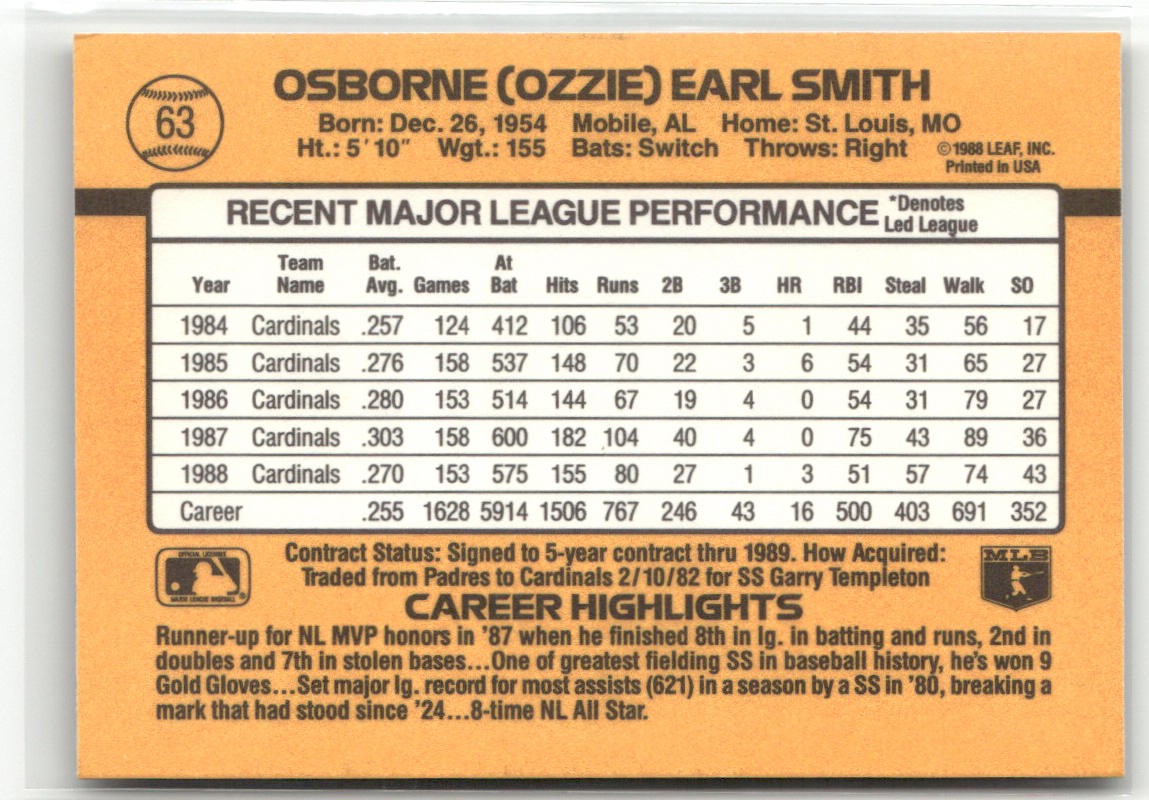 63
OSBORNE (OZZIE) EARL SMITH
Born: Dec. 26, 1954 Mobile, AL Home: St. Louis, MO
Ht.: 5'10" Wgt.: 155 Bats: Switch Throws: Right ©1988 LEAF, INC.
Printed in USA
RECENT MAJOR LEAGUE PERFORMANCE *Denotes
Led League
Year Team Name Bat. Avg. Games At Bat Hits Runs 2B 3B HR RBI Steal Walk SO
1984 Cardinals .257 124 412 106 53 20 5 1 44 35 56 17
1985 Cardinals .276 158 537 148 70 22 3 6 54 31 65 27
1986 Cardinals .280 153 514 144 67 19 4 0 54 31 79 27
1987 Cardinals .303 158 600 182 104 40 4 0 75 43 89 36
1988 Cardinals .270 153 575 155 80 27 1 3 51 57 74 43
Career .255 1628 5914 1506 767 246 43 16 500 403 691 352
OFFICIAL LICENSEE
MAJOR LEAGUE BASEBALL
Contract Status: Signed to 5-year contract thru 1989. How Acquired:
Traded from Padres to Cardinals 2/10/82 for SS Garry Templeton
MLB
CAREER HIGHLIGHTS
Runner-up for NL MVP honors in '87 when he finished 8th in lg. in batting and runs, 2nd in
doubles and 7th in stolen bases...One of greatest fielding SS in baseball history, he's won 9
Gold Gloves...Set major lg. record for most assists (621) in a season by a SS in '80, breaking a
mark that had stood since '24...8-time NL All Star.